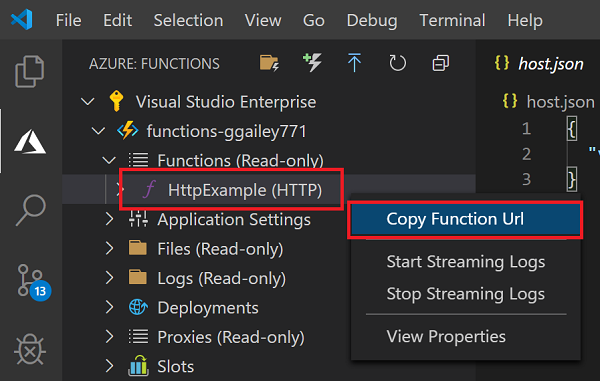 File Edit View Go Debug Terminal Help
AZURE: FUNCTIONS
{} host.json
Visual Studio Enterprise
{} host.json
functions-ggailey771
1 {
Functions (Read-only)
2 "
HttpExample (HTTP)
3 }
Copy Function Url
Application Settings
Files (Read-only)
Start Streaming Logs
Logs (Read-only)
Stop Streaming Logs
13
Deployments
Proxies (Read-only)
View Properties
Slots